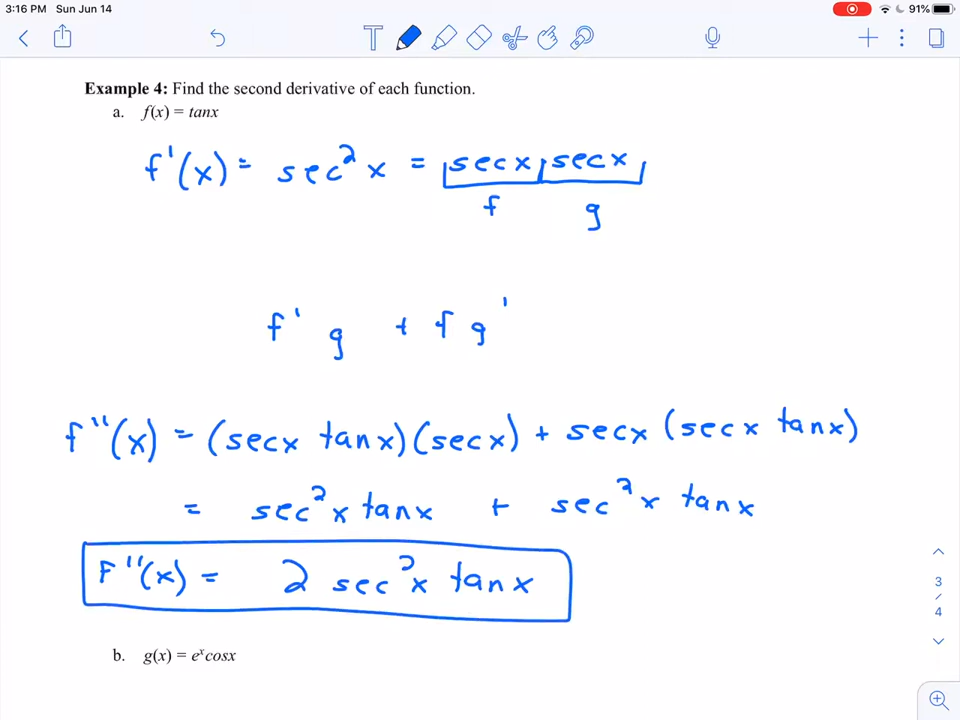 3:16 PM Sun Jun 14 91%
T
Example 4: Find the second derivative of each function.
a. f(x) = tanx
f'(x) = sec²x = secx secx
f g
f' g + f g'
f''(x) = (secx tanx)(secx) + secx (secx tanx)
= sec²x tanx + sec²x tanx
F''(x) = 2 sec²x tanx
b. g(x) = eˣcosx
3
/
4